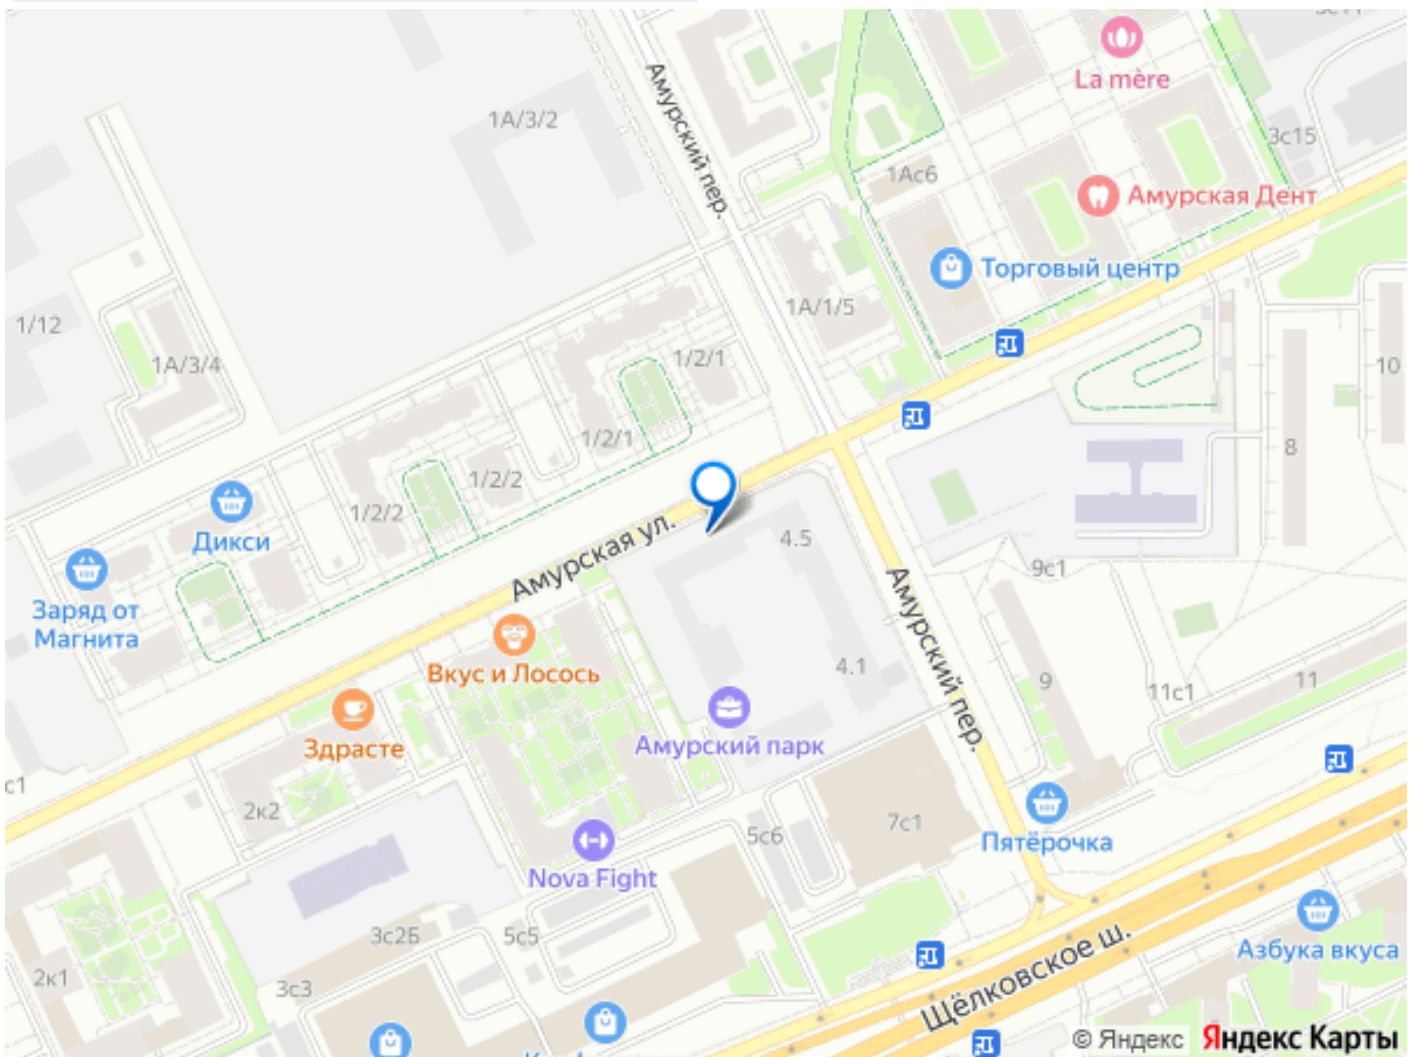 La mère
1А/3/2
Амурский пер.
3с15
1Ас6
Амурская Дент
Торговый центр
1А/1/5
1/12
1А/3/4
1/2/1
10
1/2/1
8
1/2/2
1/2/2
Дикси
Амурская ул.
4.5
9с1
Заряд от
Магнита
Амурский пер.
Вкус и Лосось
4.1
9
11с1
11
Здрасте
Амурский парк
с1
2к2
7с1
5с6
Пятёрочка
Nova Fight
3с2Б
5с5
Азбука вкуса
2к1
3с3
Щёлковское ш.
© Яндекс Яндекс Карты